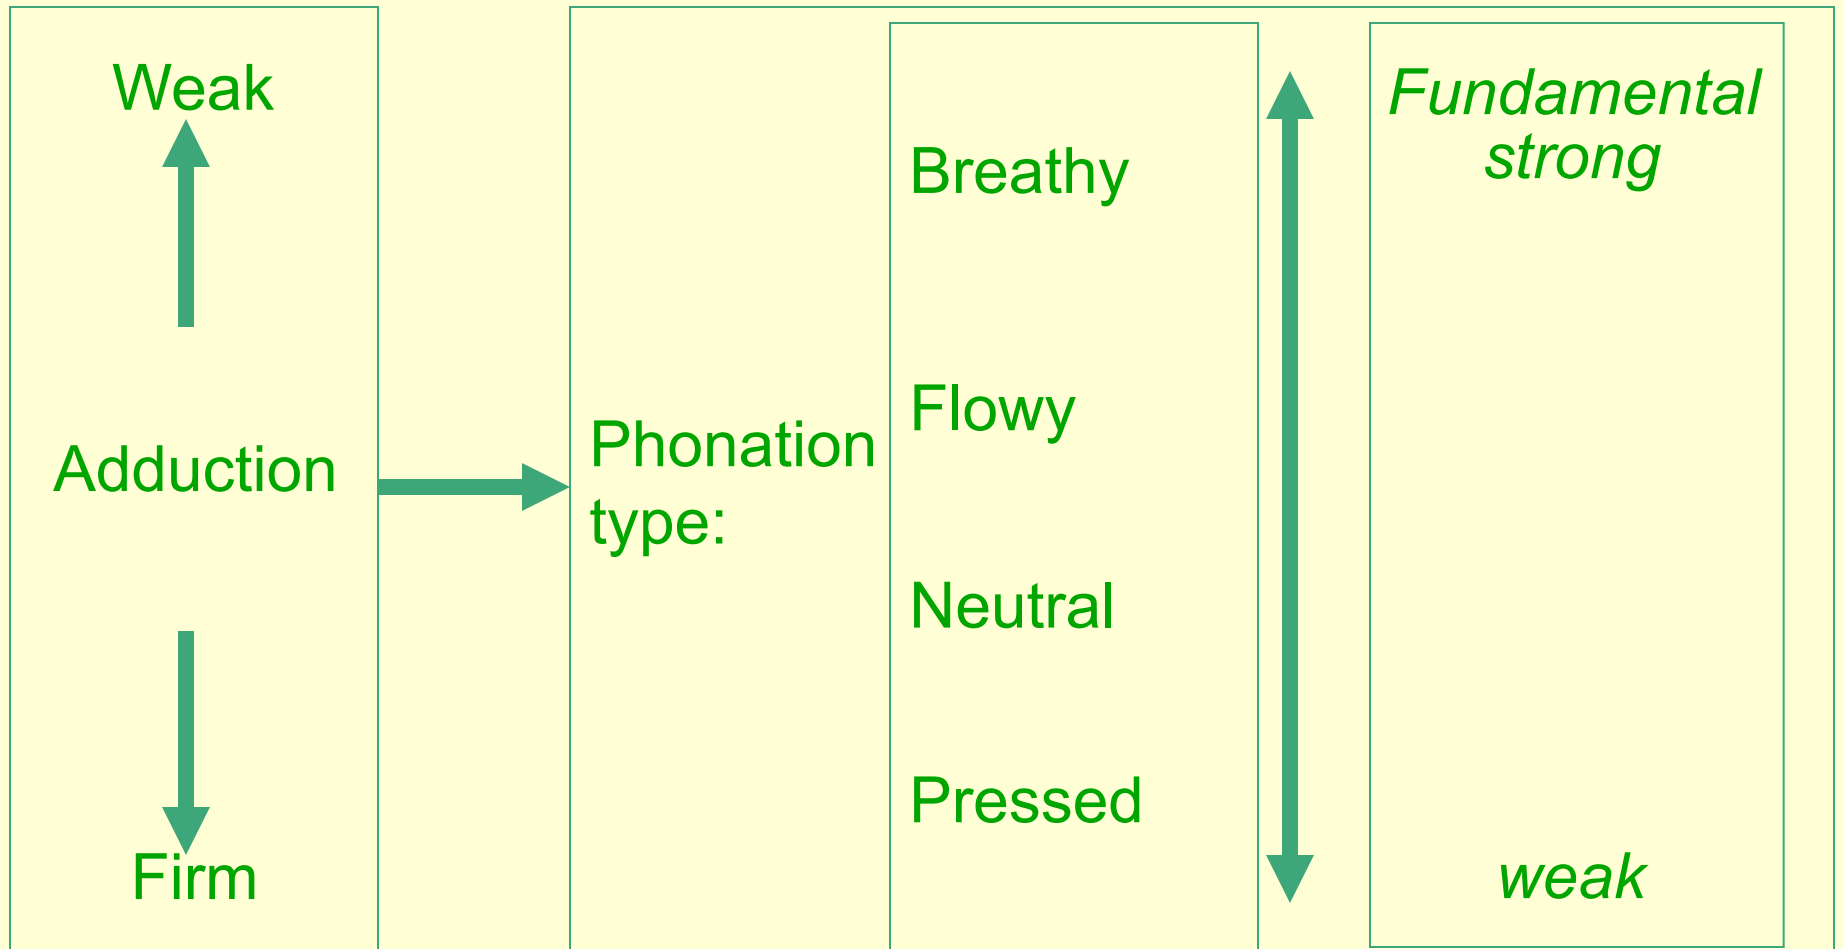 Weak
Adduction
Firm
Phonation
type:
Breathy
Flowy
Neutral
Pressed
Fundamental
strong
weak